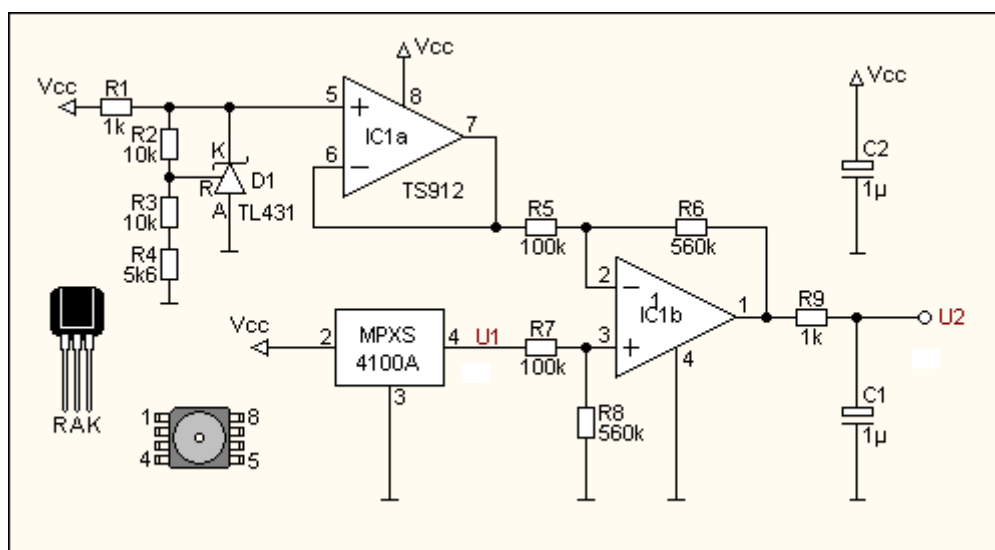 Vcc
Vcc
Vcc
R1
1k
5
8
+
IC1a
7
6
−
TS912
R2
10k
K
R
D1
A
TL431
R3
10k
R4
5k6
C2
1µ
R5
100k
R6
560k
2
−
1
IC1b
1
R9
1k
U2
Vcc
2
MPXS
4100A
4
U1
3
R7
100k
3
+
4
R8
560k
C1
1µ
RAK
1
8
4
5